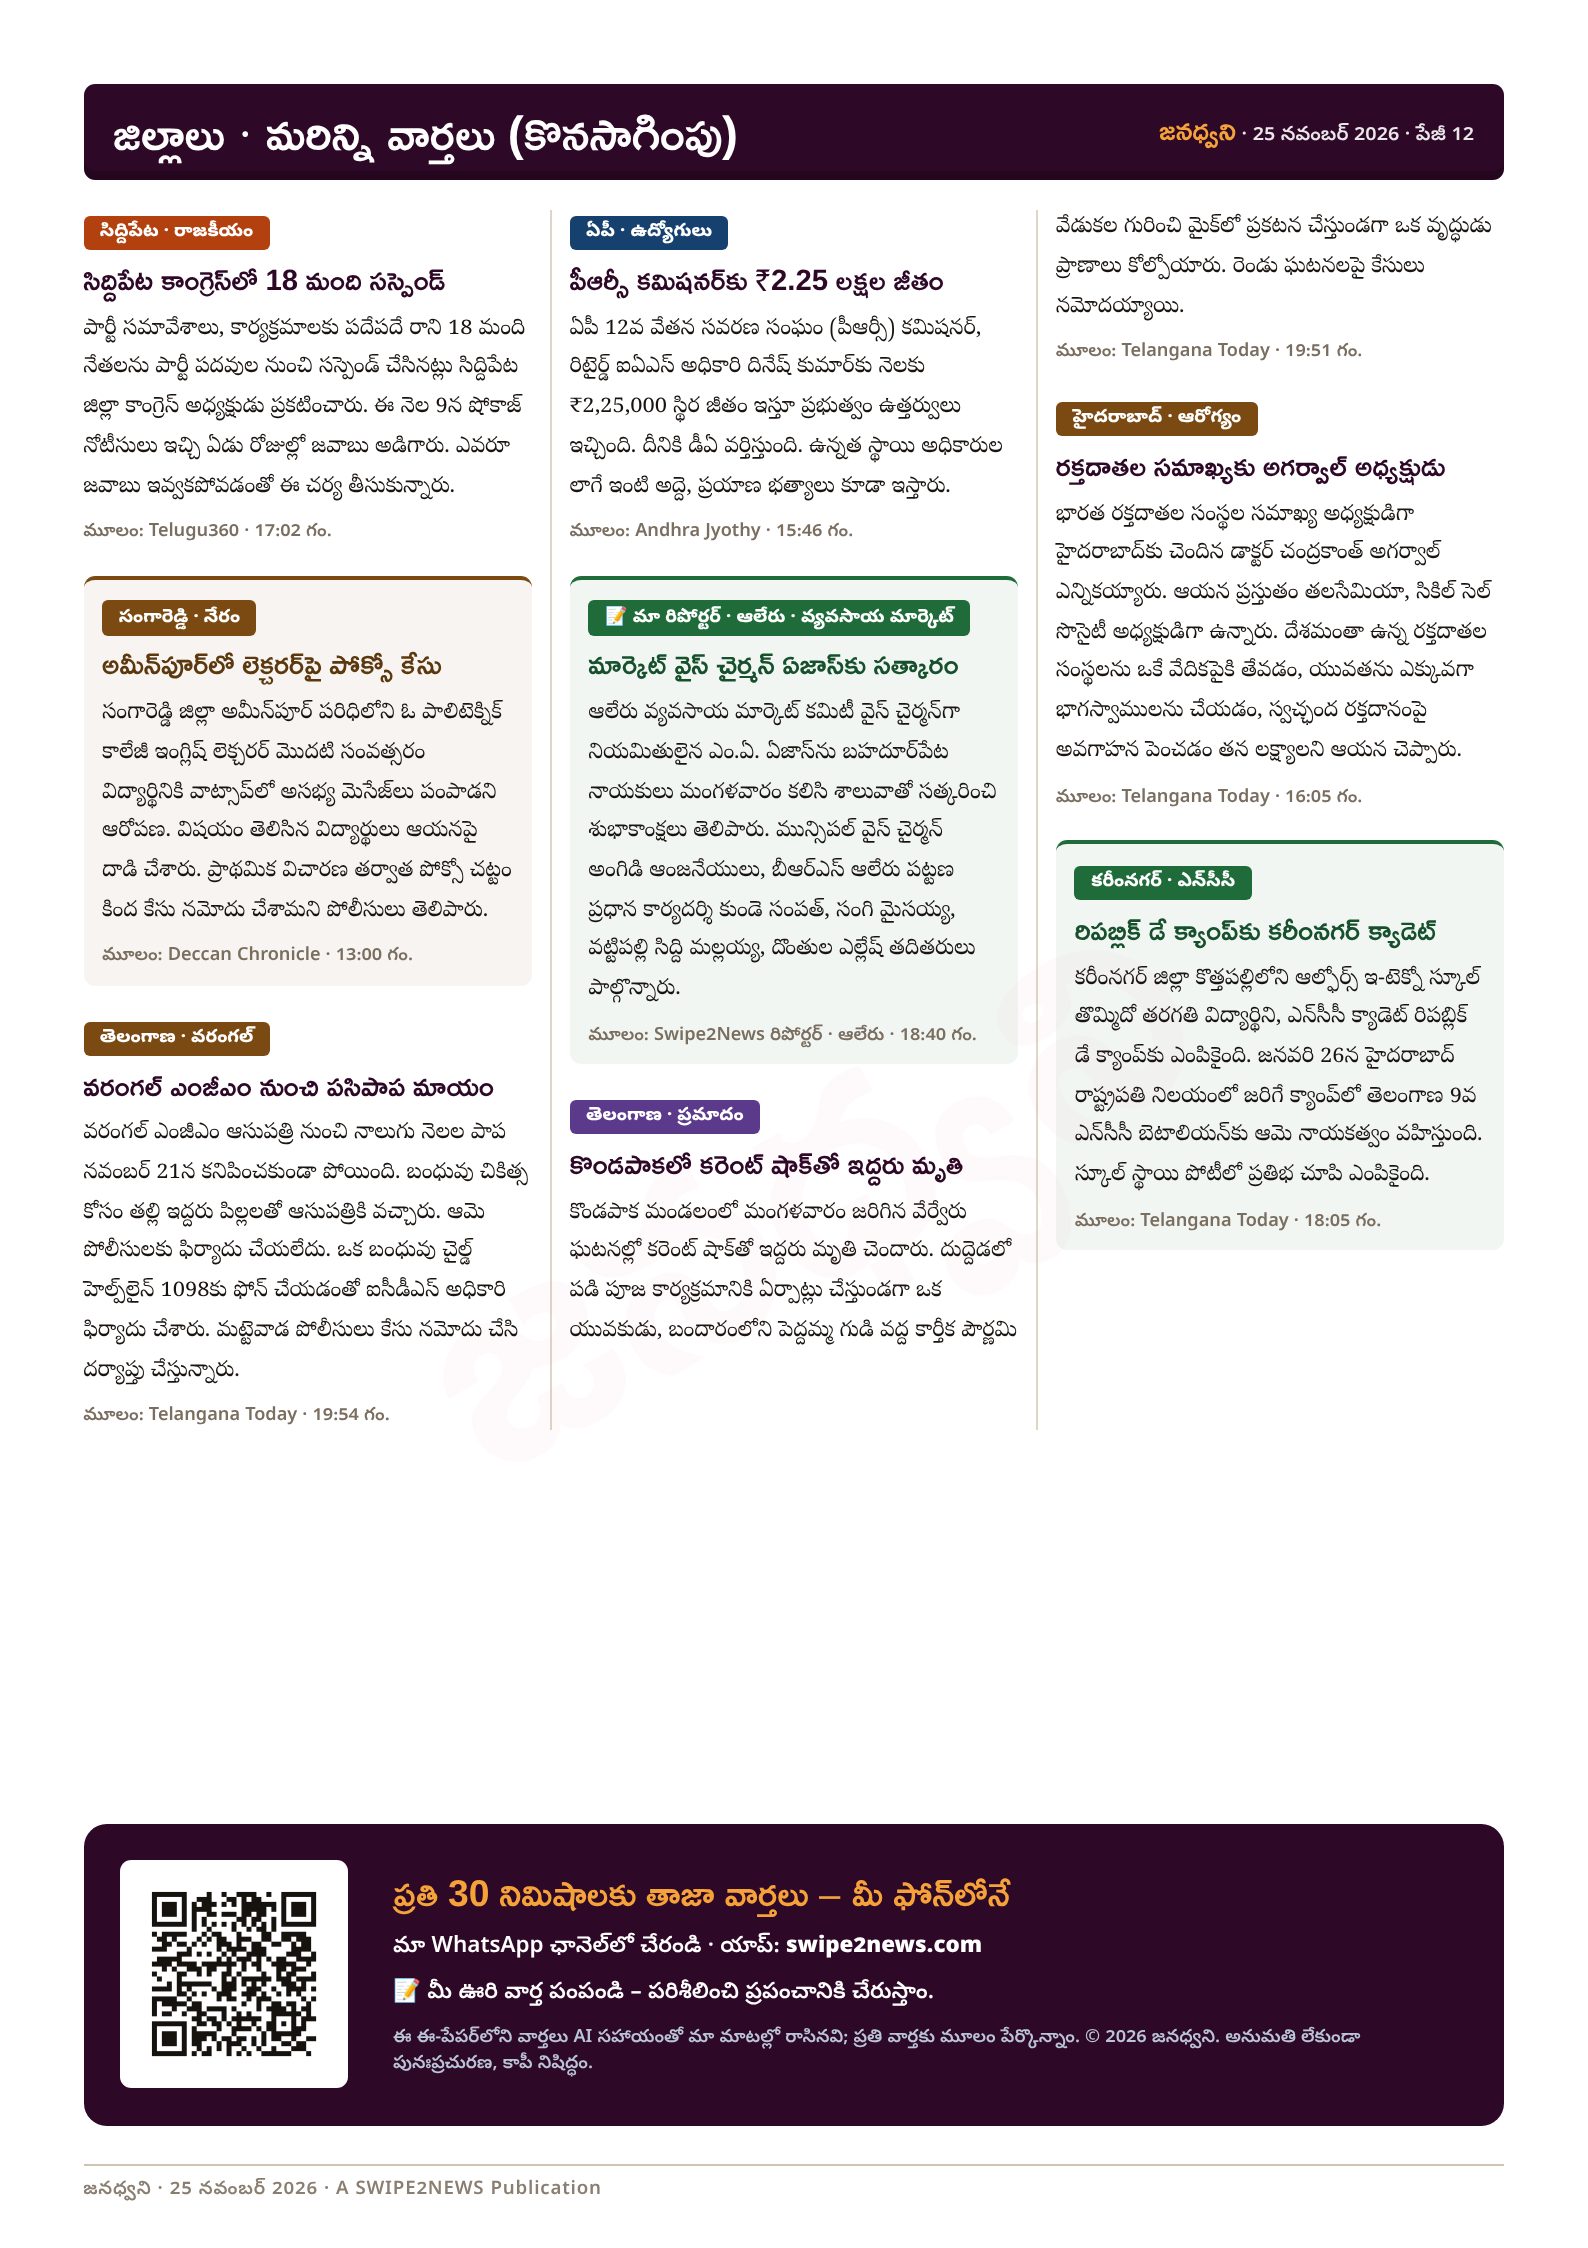 జిల్లాలు · మరిన్ని వార్తలు (కొనసాగింపు)
జనధ్వని · 25 నవంబర్ 2026 · పేజీ 12
సిద్దిపేట · రాజకీయం
సిద్దిపేట కాంగ్రెస్‌లో 18 మంది సస్పెండ్
పార్టీ సమావేశాలు, కార్యక్రమాలకు పదేపదే రాని 18 మంది
నేతలను పార్టీ పదవుల నుంచి సస్పెండ్ చేసినట్లు సిద్దిపేట
జిల్లా కాంగ్రెస్ అధ్యక్షుడు ప్రకటించారు. ఈ నెల 9న షోకాజ్
నోటీసులు ఇచ్చి ఏడు రోజుల్లో జవాబు అడిగారు. ఎవరూ
జవాబు ఇవ్వకపోవడంతో ఈ చర్య తీసుకున్నారు.
మూలం: Telugu360 · 17:02 గం.
సంగారెడ్డి · నేరం
అమీన్‌పూర్‌లో లెక్చరర్‌పై పోక్సో కేసు
సంగారెడ్డి జిల్లా అమీన్‌పూర్ పరిధిలోని ఓ పాలిటెక్నిక్
కాలేజీ ఇంగ్లిష్ లెక్చరర్ మొదటి సంవత్సరం
విద్యార్థినికి వాట్సాప్‌లో అసభ్య మెసేజ్‌లు పంపాడని
ఆరోపణ. విషయం తెలిసిన విద్యార్థులు ఆయనపై
దాడి చేశారు. ప్రాథమిక విచారణ తర్వాత పోక్సో చట్టం
కింద కేసు నమోదు చేశామని పోలీసులు తెలిపారు.
మూలం: Deccan Chronicle · 13:00 గం.
తెలంగాణ · వరంగల్
వరంగల్ ఎంజీఎం నుంచి పసిపాప మాయం
వరంగల్ ఎంజీఎం ఆసుపత్రి నుంచి నాలుగు నెలల పాప
నవంబర్ 21న కనిపించకుండా పోయింది. బంధువు చికిత్స
కోసం తల్లి ఇద్దరు పిల్లలతో ఆసుపత్రికి వచ్చారు. ఆమె
పోలీసులకు ఫిర్యాదు చేయలేదు. ఒక బంధువు చైల్డ్
హెల్ప్‌లైన్ 1098కు ఫోన్ చేయడంతో ఐసీడీఎస్ అధికారి
ఫిర్యాదు చేశారు. మట్టెవాడ పోలీసులు కేసు నమోదు చేసి
దర్యాప్తు చేస్తున్నారు.
మూలం: Telangana Today · 19:54 గం.
ఏపీ · ఉద్యోగులు
పీఆర్సీ కమిషనర్‌కు ₹2.25 లక్షల జీతం
ఏపీ 12వ వేతన సవరణ సంఘం (పీఆర్సీ) కమిషనర్,
రిటైర్డ్ ఐఏఎస్ అధికారి దినేష్ కుమార్‌కు నెలకు
₹2,25,000 స్థిర జీతం ఇస్తూ ప్రభుత్వం ఉత్తర్వులు
ఇచ్చింది. దీనికి డీఏ వర్తిస్తుంది. ఉన్నత స్థాయి అధికారుల
లాగే ఇంటి అద్దె, ప్రయాణ భత్యాలు కూడా ఇస్తారు.
మూలం: Andhra Jyothy · 15:46 గం.
📝 మా రిపోర్టర్ · ఆలేరు · వ్యవసాయ మార్కెట్
మార్కెట్ వైస్ చైర్మన్ ఏజాస్‌కు సత్కారం
ఆలేరు వ్యవసాయ మార్కెట్ కమిటీ వైస్ చైర్మన్‌గా
నియమితులైన ఎం.ఏ. ఏజాస్‌ను బహదూర్‌పేట
నాయకులు మంగళవారం కలిసి శాలువాతో సత్కరించి
శుభాకాంక్షలు తెలిపారు. మున్సిపల్ వైస్ చైర్మన్
అంగిడి ఆంజనేయులు, బీఆర్ఎస్ ఆలేరు పట్టణ
ప్రధాన కార్యదర్శి కుండె సంపత్, సంగి మైసయ్య,
వట్టిపల్లి సిద్ది మల్లయ్య, దొంతుల ఎల్లేష్ తదితరులు
పాల్గొన్నారు.
మూలం: Swipe2News రిపోర్టర్ · ఆలేరు · 18:40 గం.
తెలంగాణ · ప్రమాదం
కొండపాకలో కరెంట్ షాక్‌తో ఇద్దరు మృతి
కొండపాక మండలంలో మంగళవారం జరిగిన వేర్వేరు
ఘటనల్లో కరెంట్ షాక్‌తో ఇద్దరు మృతి చెందారు. దుద్దెడలో
పడి పూజ కార్యక్రమానికి ఏర్పాట్లు చేస్తుండగా ఒక
యువకుడు, బందారంలోని పెద్దమ్మ గుడి వద్ద కార్తీక పౌర్ణమి
వేడుకల గురించి మైక్‌లో ప్రకటన చేస్తుండగా ఒక వృద్ధుడు
ప్రాణాలు కోల్పోయారు. రెండు ఘటనలపై కేసులు
నమోదయ్యాయి.
మూలం: Telangana Today · 19:51 గం.
హైదరాబాద్ · ఆరోగ్యం
రక్తదాతల సమాఖ్యకు అగర్వాల్ అధ్యక్షుడు
భారత రక్తదాతల సంస్థల సమాఖ్య అధ్యక్షుడిగా
హైదరాబాద్‌కు చెందిన డాక్టర్ చంద్రకాంత్ అగర్వాల్
ఎన్నికయ్యారు. ఆయన ప్రస్తుతం తలసేమియా, సికిల్ సెల్
సొసైటీ అధ్యక్షుడిగా ఉన్నారు. దేశమంతా ఉన్న రక్తదాతల
సంస్థలను ఒకే వేదికపైకి తేవడం, యువతను ఎక్కువగా
భాగస్వాములను చేయడం, స్వచ్ఛంద రక్తదానంపై
అవగాహన పెంచడం తన లక్ష్యాలని ఆయన చెప్పారు.
మూలం: Telangana Today · 16:05 గం.
కరీంనగర్ · ఎన్‌సీసీ
రిపబ్లిక్ డే క్యాంప్‌కు కరీంనగర్ క్యాడెట్
కరీంనగర్ జిల్లా కొత్తపల్లిలోని ఆల్ఫోర్స్ ఇ-టెక్నో స్కూల్
తొమ్మిదో తరగతి విద్యార్థిని, ఎన్‌సీసీ క్యాడెట్ రిపబ్లిక్
డే క్యాంప్‌కు ఎంపికైంది. జనవరి 26న హైదరాబాద్
రాష్ట్రపతి నిలయంలో జరిగే క్యాంప్‌లో తెలంగాణ 9వ
ఎన్‌సీసీ బెటాలియన్‌కు ఆమె నాయకత్వం వహిస్తుంది.
స్కూల్ స్థాయి పోటీలో ప్రతిభ చూపి ఎంపికైంది.
మూలం: Telangana Today · 18:05 గం.
జనధ్వని
ప్రతి 30 నిమిషాలకు తాజా వార్తలు – మీ ఫోన్‌లోనే
మా WhatsApp ఛానెల్‌లో చేరండి · యాప్: swipe2news.com
📝 మీ ఊరి వార్త పంపండి – పరిశీలించి ప్రపంచానికి చేరుస్తాం.
ఈ ఈ-పేపర్‌లోని వార్తలు AI సహాయంతో మా మాటల్లో రాసినవి; ప్రతి వార్తకు మూలం పేర్కొన్నాం. © 2026 జనధ్వని. అనుమతి లేకుండా
పునఃప్రచురణ, కాపీ నిషిద్ధం.
జనధ్వని · 25 నవంబర్ 2026 · A SWIPE2NEWS Publication